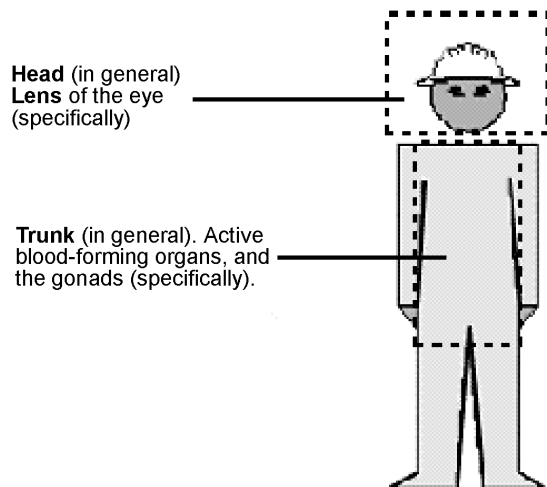 Head (in general)
Lens of the eye
(specifically)
Trunk (in general). Active
blood-forming organs, and
the gonads (specifically).